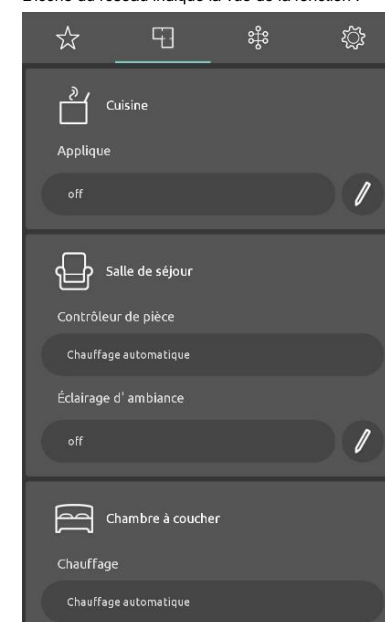 Cuisine
Applique
off
Salle de séjour
Contrôleur de pièce
Chauffage automatique
Éclairage d' ambiance
off
Chambre à coucher
Chauffage
Chauffage automatique